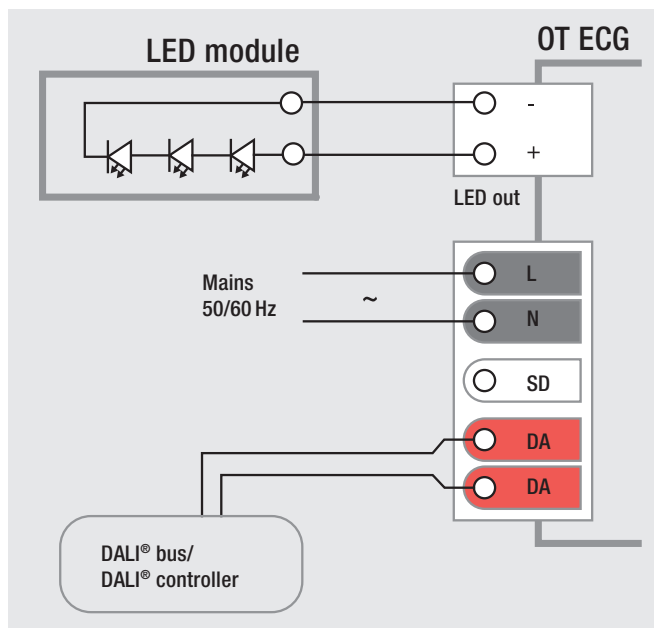 LED module
OT ECG
-
+
LED out
Mains
50/60 Hz
~
L
N
SD
DA
DA
DALI® bus/
DALI® controller